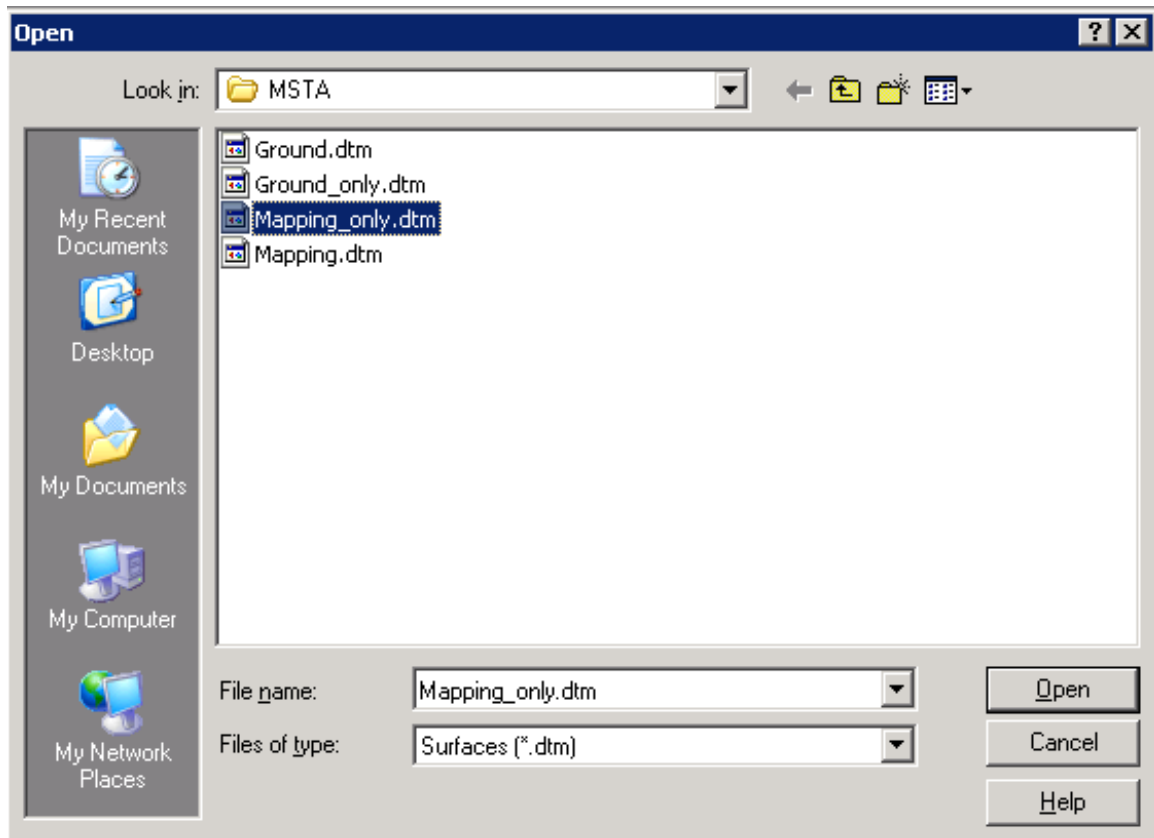 Open
Look in: MSTA
Ground.dtm
Ground_only.dtm
Mapping_only.dtm
Mapping.dtm
My Recent
Documents
Desktop
My Documents
My Computer
My Network
Places
File name: Mapping_only.dtm Open
Files of type: Surfaces (*.dtm) Cancel
Help